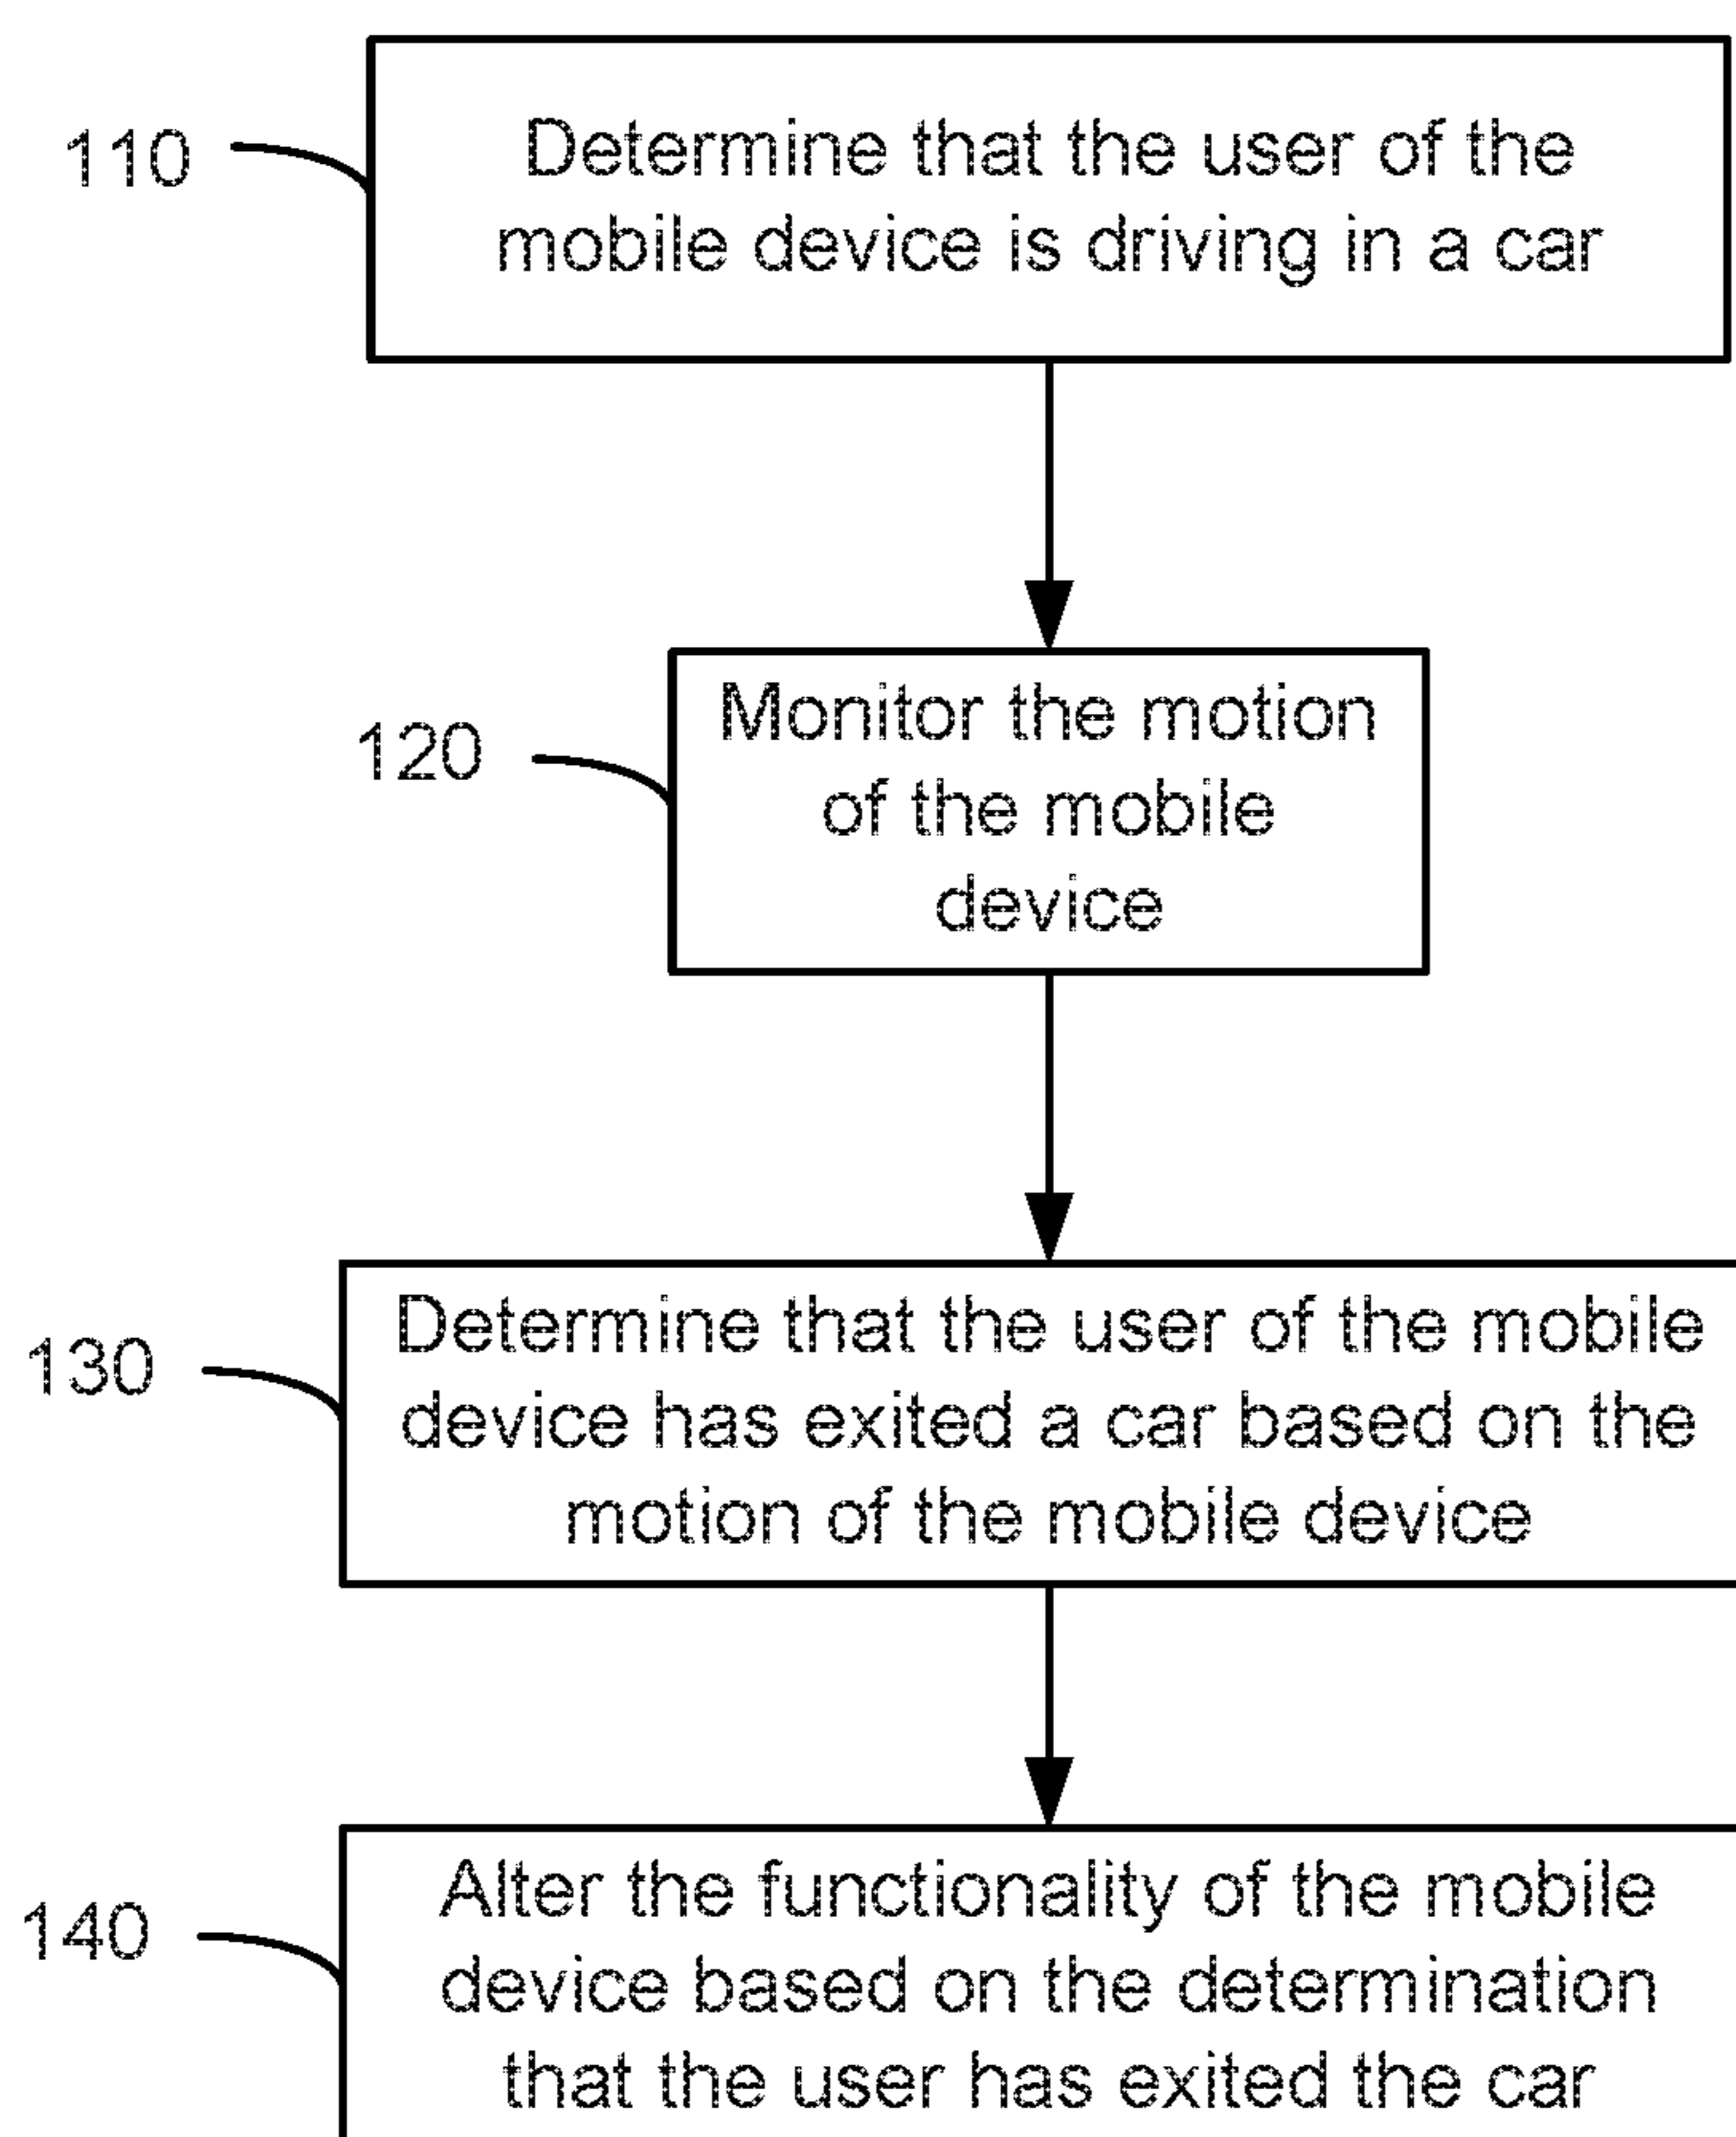 110
Determine that the user of the
mobile device is driving in a car
120
Monitor the motion
of the mobile
device
130
Determine that the user of the mobile
device has exited a car based on the
motion of the mobile device
140
Alter the functionality of the mobile
device based on the determination
that the user has exited the car